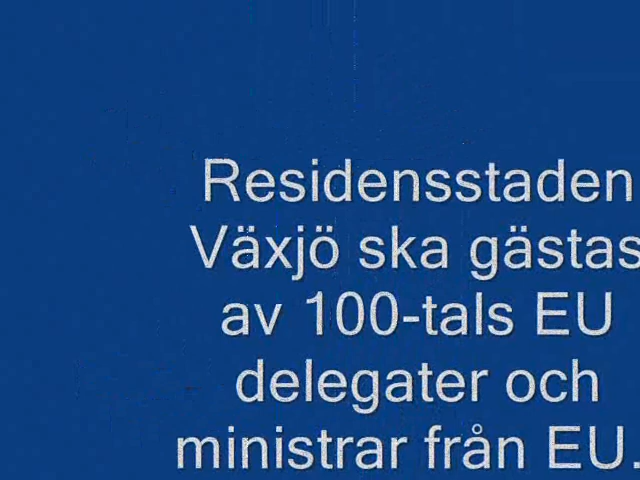 Residensstaden
Växjö ska gästas
av 100-tals EU
delegater och
ministrar från EU.